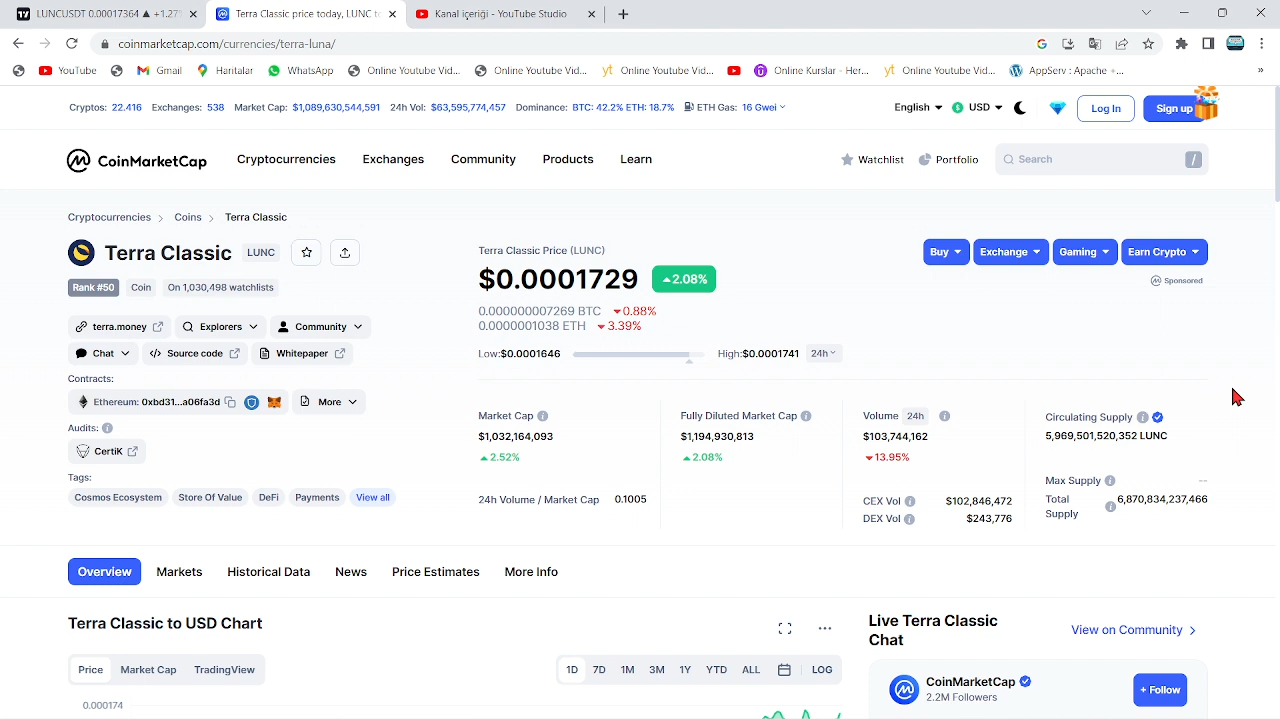 LUNCUSDT 0.0001364 ▲ +1.27
Terra Classic price today, LUNC to
Kanal içeriği - YouTube Studio
coinmarketcap.com/currencies/terra-luna/
YouTube Gmail Haritalar WhatsApp Online Youtube Vid... Online Youtube Vid... Online Youtube Vid... Online Kurslar - Her... Online Youtube Vid... AppServ : Apache +... »
Cryptos: 22.416 Exchanges: 538 Market Cap: $1,089,630,544,591 24h Vol: $63,595,774,457 Dominance: BTC: 42.2% ETH: 18.7% ETH Gas: 16 Gwei English USD Log In Sign up
CoinMarketCap Cryptocurrencies Exchanges Community Products Learn Watchlist Portfolio Search /
Cryptocurrencies > Coins > Terra Classic
Terra Classic LUNC
Rank #50 Coin On 1,030,498 watchlists
terra.money Explorers Community
Chat Source code Whitepaper
Contracts:
Ethereum: 0xbd31...a06fa3d More
Audits:
CertiK
Tags:
Cosmos Ecosystem Store Of Value DeFi Payments View all
Terra Classic Price (LUNC)
$0.0001729 2.08%
0.000000007269 BTC 0.88%
0.0000001038 ETH 3.39%
Low:$0.0001646 High:$0.0001741 24h
Buy Exchange Gaming Earn Crypto
Sponsored
Market Cap
$1,032,164,093
2.52%
24h Volume / Market Cap 0.1005
Fully Diluted Market Cap
$1,194,930,813
2.08%
Volume 24h
$103,744,162
13.95%
CEX Vol $102,846,472
DEX Vol $243,776
Circulating Supply
5,969,501,520,352 LUNC
Max Supply --
Total Supply 6,870,834,237,466
Overview Markets Historical Data News Price Estimates More Info
Terra Classic to USD Chart
Price Market Cap TradingView 1D 7D 1M 3M 1Y YTD ALL LOG
0.000174
Live Terra Classic
Chat
View on Community >
CoinMarketCap
2.2M Followers
+ Follow